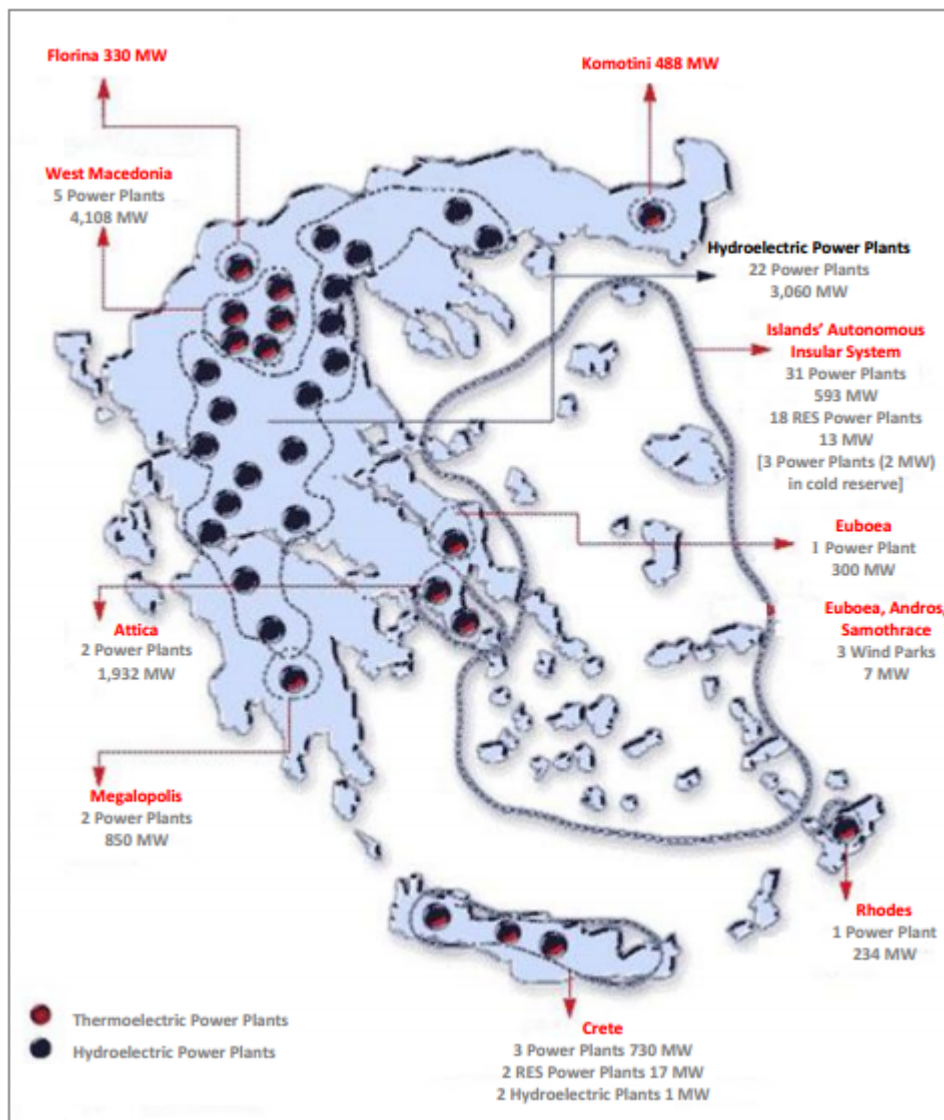 Florina 330 MW
Komotini 488 MW
West Macedonia
5 Power Plants
4,108 MW
Hydroelectric Power Plants
22 Power Plants
3,060 MW
Islands' Autonomous
Insular System
31 Power Plants
593 MW
18 RES Power Plants
13 MW
[3 Power Plants (2 MW)
in cold reserve]
Euboea
1 Power Plant
300 MW
Euboea, Andros,
Samothrace
3 Wind Parks
7 MW
Attica
2 Power Plants
1,932 MW
Megalopolis
2 Power Plants
850 MW
Rhodes
1 Power Plant
234 MW
Thermoelectric Power Plants
Hydroelectric Power Plants
Crete
3 Power Plants 730 MW
2 RES Power Plants 17 MW
2 Hydroelectric Plants 1 MW